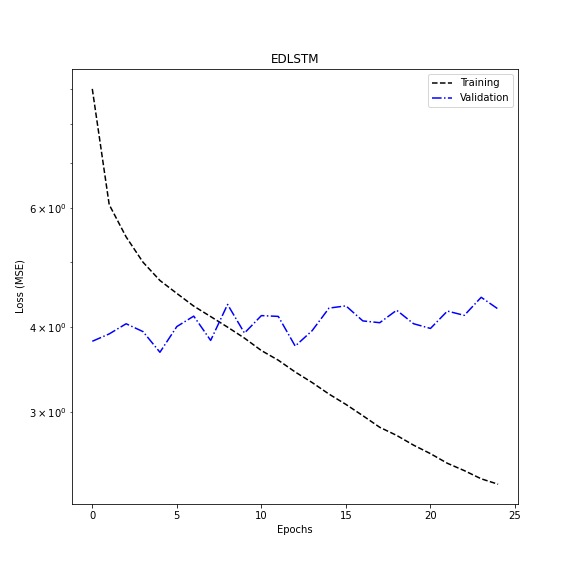 EDLSTM
Training
Validation
Loss (MSE)
6 × 10⁰
4 × 10⁰
3 × 10⁰
0 5 10 15 20 25
Epochs